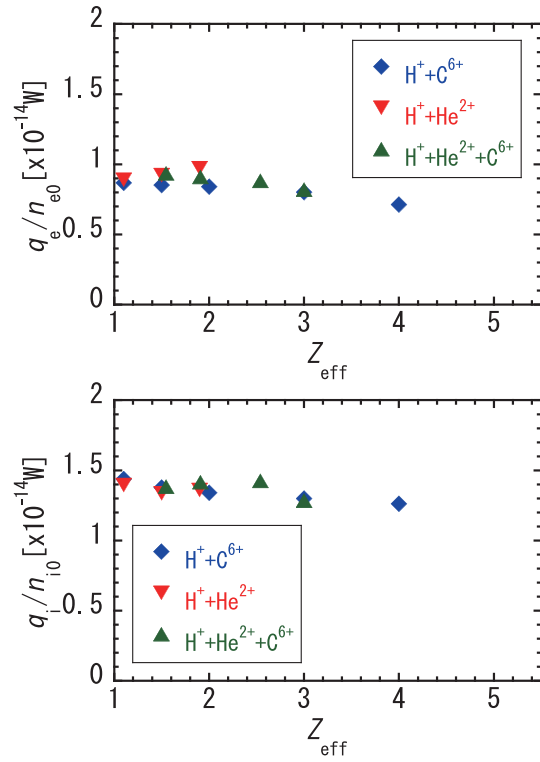 2
1.5
1
0.5
0
q_e/n_e0 [x10^-14 W]
H^+ +C^6+
H^+ +He^2+
H^+ +He^2+ +C^6+
1 2 3 4 5
Z_eff
2
1.5
1
0.5
0
q_i/n_i0 [x10^-14 W]
H^+ +C^6+
H^+ +He^2+
H^+ +He^2+ +C^6+
1 2 3 4 5
Z_eff